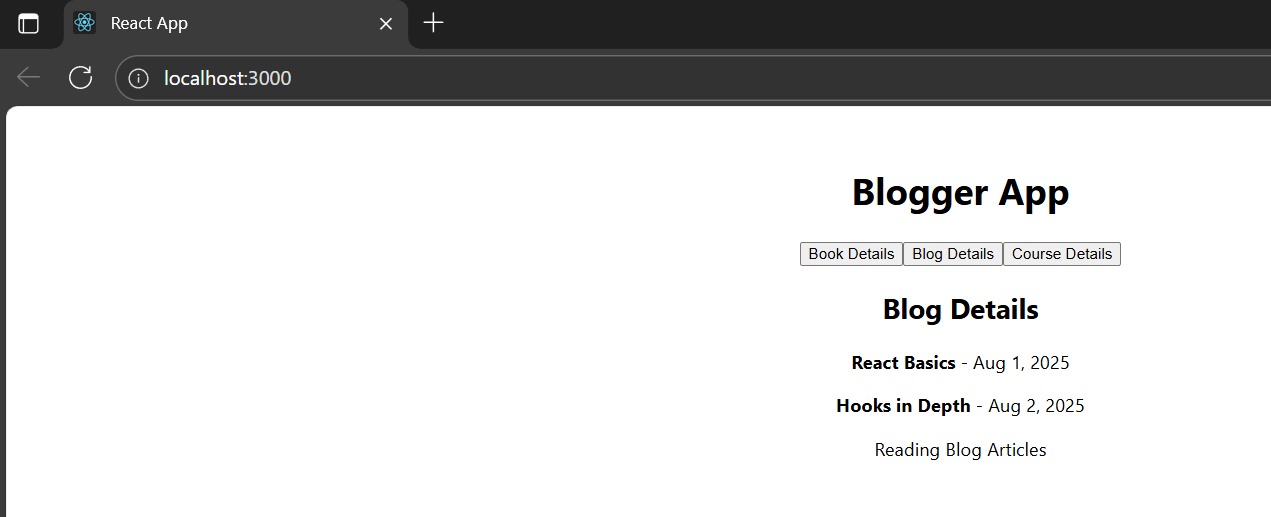 React App
localhost:3000
Blogger App
Book Details Blog Details Course Details
Blog Details
React Basics - Aug 1, 2025
Hooks in Depth - Aug 2, 2025
Reading Blog Articles